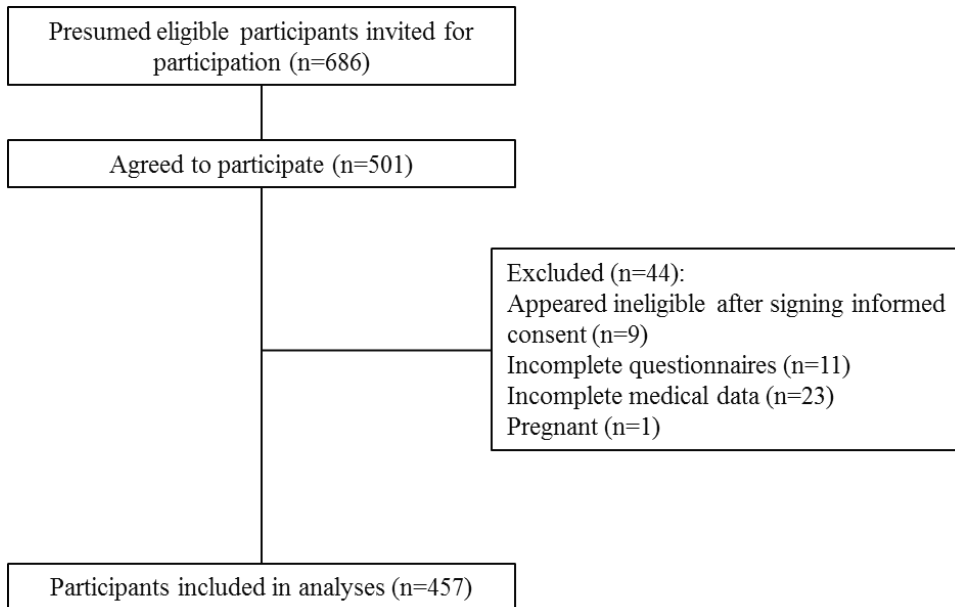 Presumed eligible participants invited for
participation (n=686)
Agreed to participate (n=501)
Excluded (n=44):
Appeared ineligible after signing informed
consent (n=9)
Incomplete questionnaires (n=11)
Incomplete medical data (n=23)
Pregnant (n=1)
Participants included in analyses (n=457)